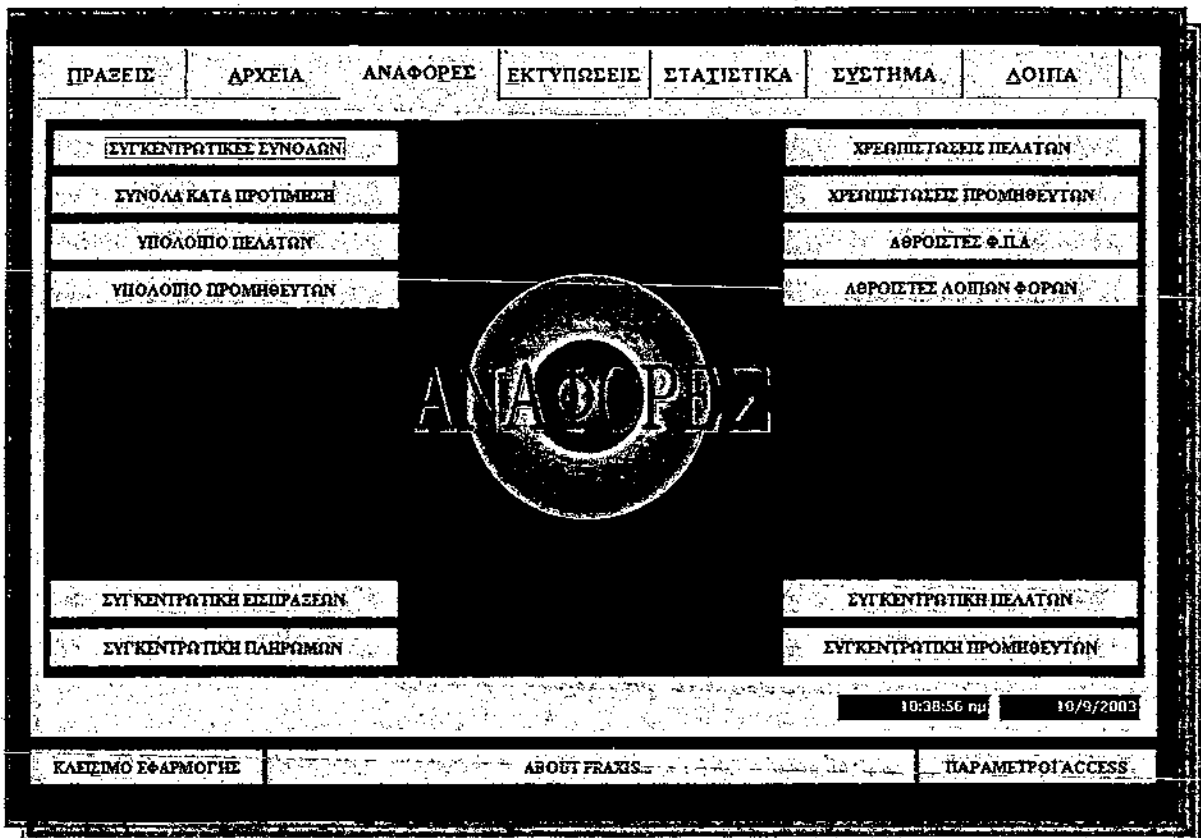 ΠΡΑΞΕΙΣ ΑΡΧΕΙΑ ΑΝΑΦΟΡΕΣ ΕΚΤΥΠΩΣΕΙΣ ΣΤΑΤΙΣΤΙΚΑ ΣΥΣΤΗΜΑ ΛΟΙΠΑ
ΣΥΓΚΕΝΤΡΩΤΙΚΕΣ ΣΥΝΟΛΩΝ
ΣΥΝΟΛΑ ΚΑΤΑ ΠΡΟΤΙΜΗΣΗ
ΥΠΟΛΟΙΠΟ ΠΕΛΑΤΩΝ
ΥΠΟΛΟΙΠΟ ΠΡΟΜΗΘΕΥΤΩΝ
ΧΡΕΩΠΙΣΤΩΣΕΙΣ ΠΕΛΑΤΩΝ
ΧΡΕΩΠΙΣΤΩΣΕΙΣ ΠΡΟΜΗΘΕΥΤΩΝ
ΑΘΡΟΙΣΤΕΣ Φ.Π.Α
ΑΘΡΟΙΣΤΕΣ ΛΟΙΠΩΝ ΦΟΡΩΝ
ΑΝΑΦΟΡΕΣ
ΣΥΓΚΕΝΤΡΩΤΙΚΗ ΕΙΣΠΡΑΞΕΩΝ
ΣΥΓΚΕΝΤΡΩΤΙΚΗ ΠΛΗΡΩΜΩΝ
ΣΥΓΚΕΝΤΡΩΤΙΚΗ ΠΕΛΑΤΩΝ
ΣΥΓΚΕΝΤΡΩΤΙΚΗ ΠΡΟΜΗΘΕΥΤΩΝ
10:38:56 πμ 10/9/2003
ΚΛΕΙΣΙΜΟ ΕΦΑΡΜΟΓΗΣ ABOUT PRAXIS... ΠΑΡΑΜΕΤΡΟΙ ACCESS